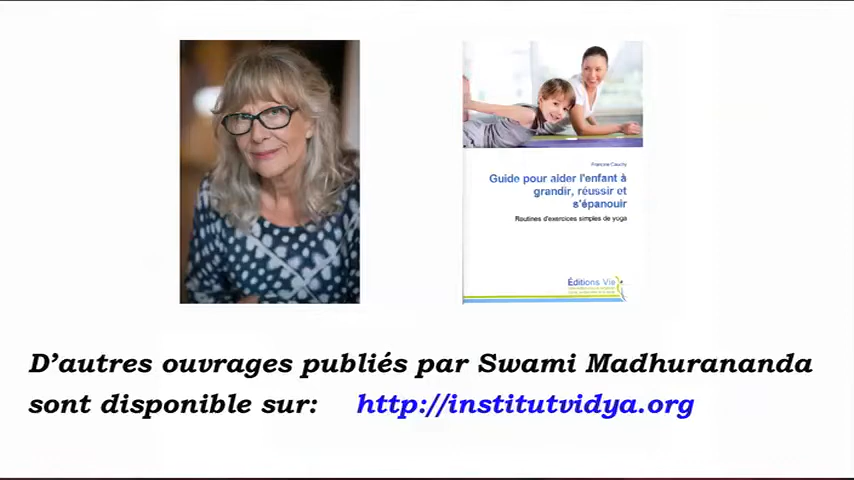 Francine Cauchy
Guide pour aider l'enfant à
grandir, réussir et
s'épanouir
Routines d'exercices simples de yoga
Éditions Vie
D'autres ouvrages publiés par Swami Madhurananda
sont disponible sur: http://institutvidya.org